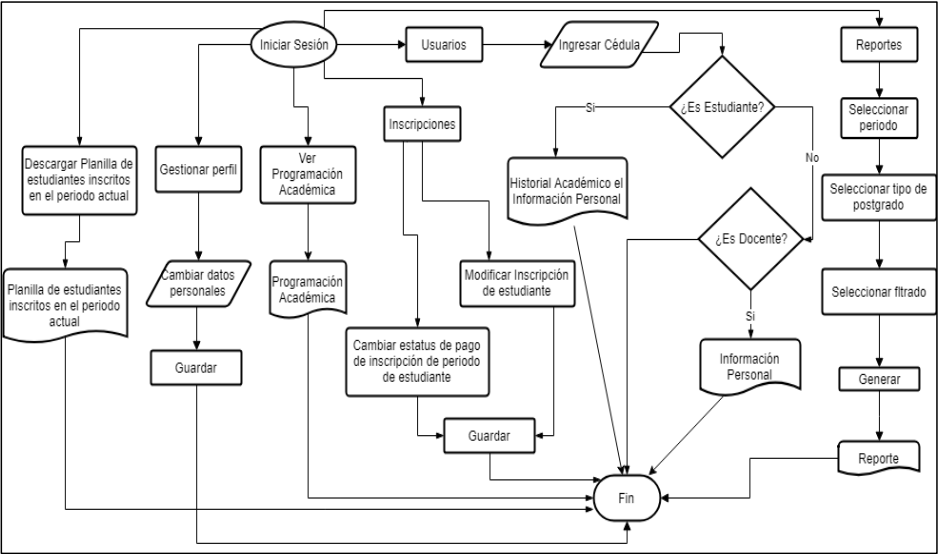 Iniciar Sesión
Usuarios
Ingresar Cédula
Reportes
¿Es Estudiante?
Si
No
Seleccionar
periodo
Inscripciones
Descargar Planilla de
estudiantes inscritos
en el periodo actual
Gestionar perfil
Ver
Programación
Académica
Historial Académico el
Información Personal
Seleccionar tipo de
postgrado
¿Es Docente?
Si
Planilla de estudiantes
inscritos en el periodo
actual
Cambiar datos
personales
Programación
Académica
Modificar Inscripción
de estudiante
Seleccionar fltrado
Cambiar estatus de pago
de inscripción de periodo
de estudiante
Guardar
Información
Personal
Generar
Guardar
Reporte
Fin